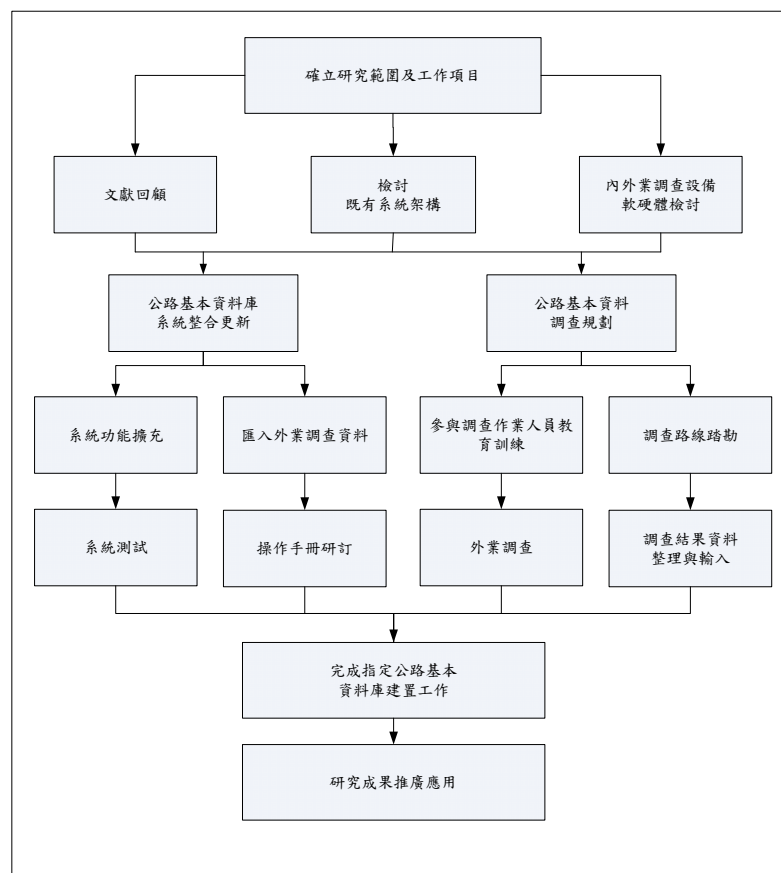 確立研究範圍及工作項目
文獻回顧
檢討
既有系統架構
內外業調查設備
軟硬體檢討
公路基本資料庫
系統整合更新
公路基本資料
調查規劃
系統功能擴充
匯入外業調查資料
參與調查作業人員教
育訓練
調查路線踏勘
系統測試
操作手冊研訂
外業調查
調查結果資料
整理與輸入
完成指定公路基本
資料庫建置工作
研究成果推廣應用